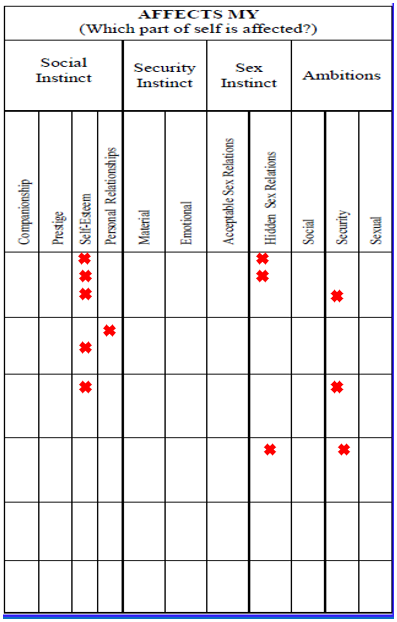 AFFECTS MY
(Which part of self is affected?)
Social
Instinct
Security
Instinct
Sex
Instinct
Ambitions
Companionship
Prestige
Self-Esteem
Personal Relationships
Material
Emotional
Acceptable Sex Relations
Hidden Sex Relations
Social
Security
Sexual